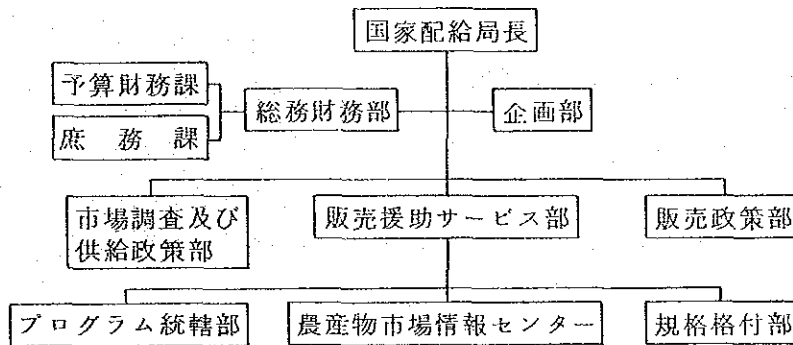 国家配給局長
予算財務課
総務財務部
企画部
庶務課
市場調査及び
供給政策部
販売援助サービス部
販売政策部
プログラム統轄部
農産物市場情報センター
規格格付部